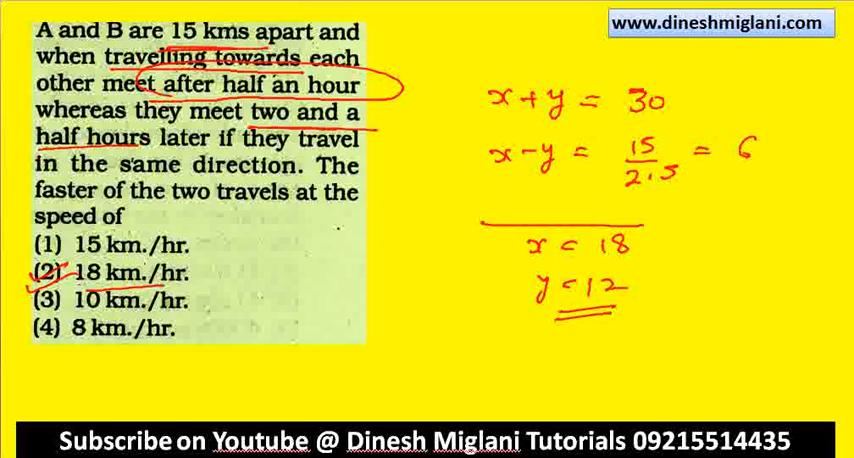 www.dineshmiglani.com
A and B are 15 kms apart and
when travelling towards each
other meet after half an hour
whereas they meet two and a
half hours later if they travel
in the same direction. The
faster of the two travels at the
speed of
(1) 15 km./hr.
(2) 18 km./hr.
(3) 10 km./hr.
(4) 8 km./hr.
x + y = 30
x - y = 15/2.5 = 6
x = 18
y = 12
Subscribe on Youtube @ Dinesh Miglani Tutorials 09215514435